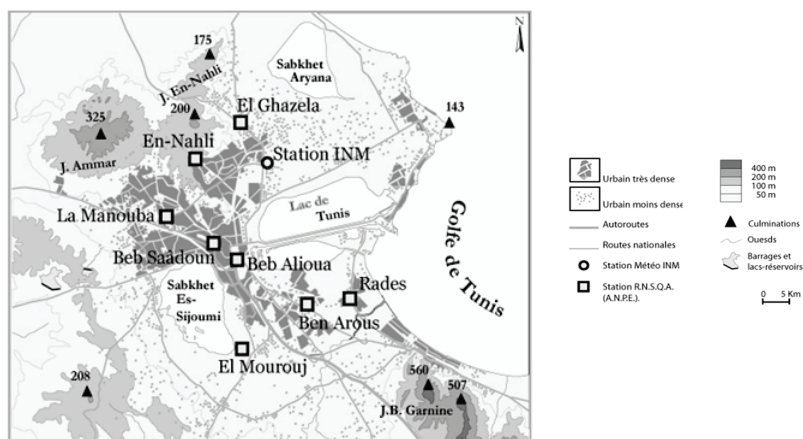 N
175
Sabkhet
Aryana
J. En-Nahli
200
El Ghazela
143
325
En-Nahli
Station INM
J. Ammar
Lac de
Tunis
La Manouba
Golfe de Tunis
Beb Saâdoun
Beb Alioua
Sabkhet
Es-
Sijoumi
Rades
Ben Arous
El Mourouj
208
560
507
J.B. Garnine
Urbain très dense
Urbain moins dense
Autoroutes
Routes nationales
Station Météo INM
Station R.N.S.Q.A.
(A.N.P.E.).
400 m
200 m
100 m
50 m
Culminations
Ouesds
Barrages et
lacs-réservoirs
0 5 Km